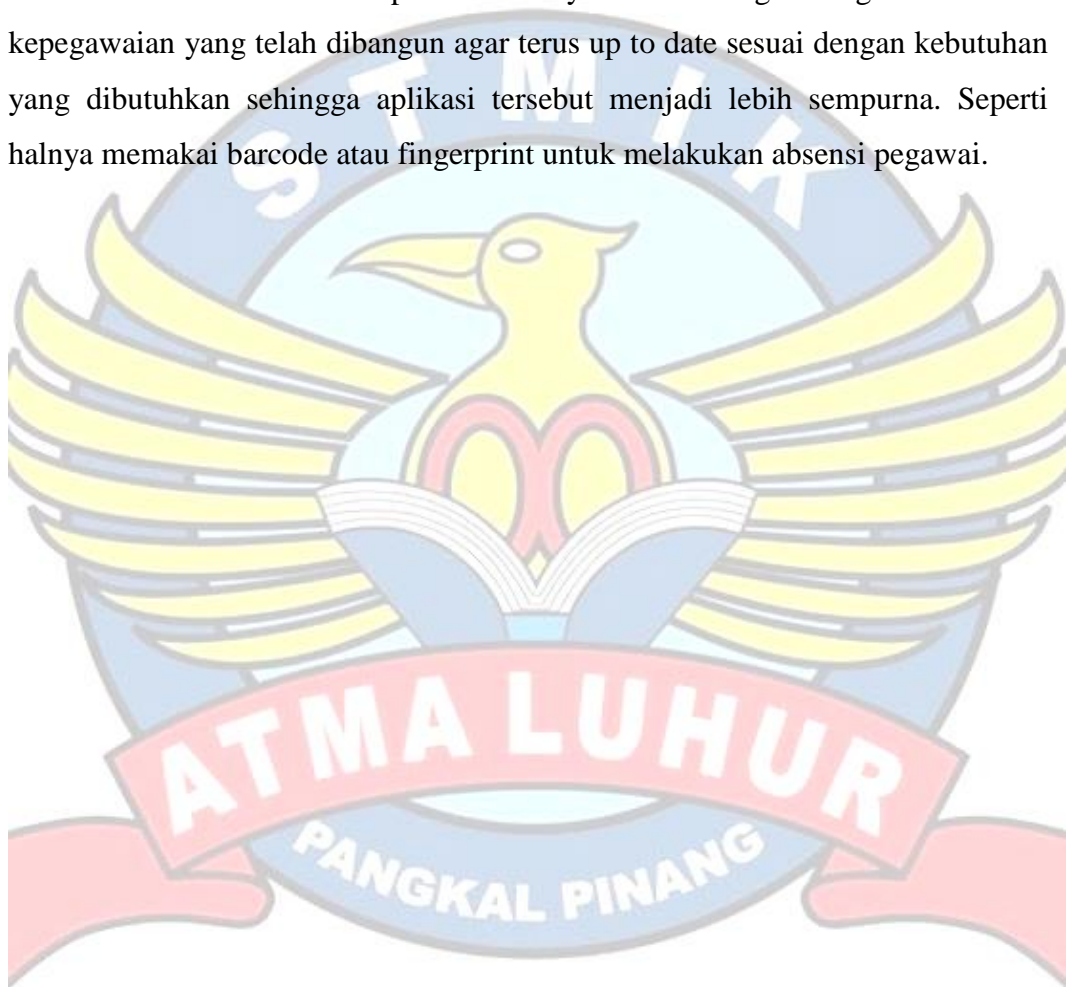 kepegawaian yang telah dibangun agar terus up to date sesuai dengan kebutuhan
yang dibutuhkan sehingga aplikasi tersebut menjadi lebih sempurna. Seperti
halnya memakai barcode atau fingerprint untuk melakukan absensi pegawai.
STMIK
ATMA LUHUR
PANGKAL PINANG